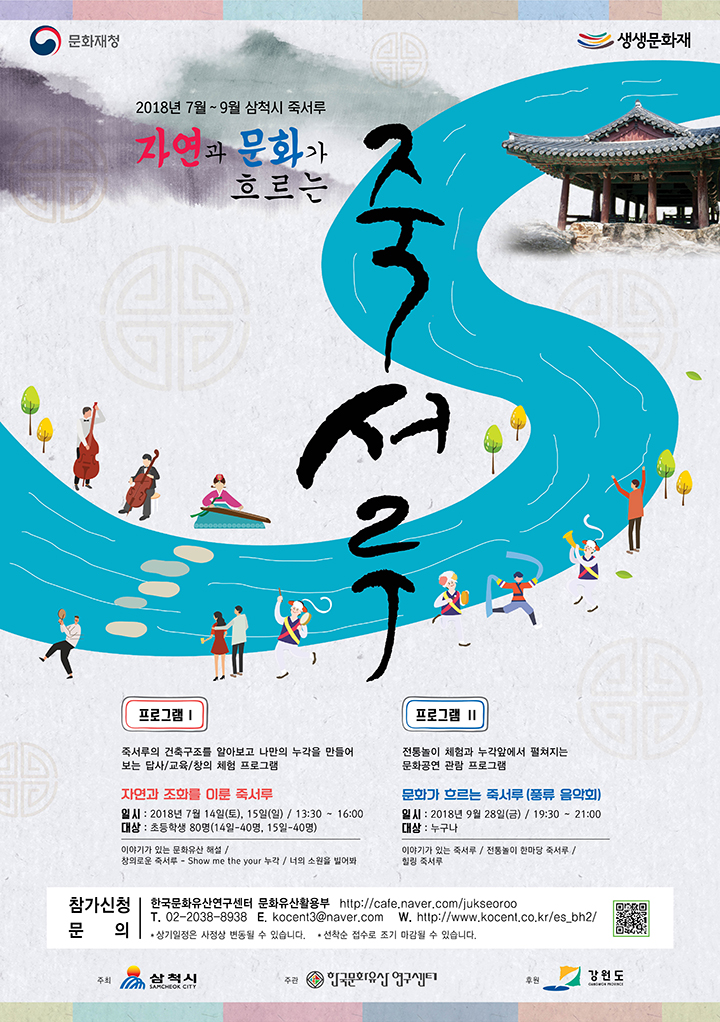 문화재청
생생문화재
2018년 7월 ~ 9월 삼척시 죽서루
자연과 문화가
흐르는
죽서루
프로그램 I
죽서루의 건축구조를 알아보고 나만의 누각을 만들어
보는 답사/교육/창의 체험 프로그램
자연과 조화를 이룬 죽서루
일시 : 2018년 7월 14일(토), 15일(일) / 13:30 ~ 16:00
대상 : 초등학생 80명(14일-40명, 15일-40명)
이야기가 있는 문화유산 해설 /
창의로운 죽서루 - Show me the your 누각 / 너의 소원을 빌어봐
프로그램 II
전통놀이 체험과 누각앞에서 펼쳐지는
문화공연 관람 프로그램
문화가 흐르는 죽서루 (풍류 음악회)
일시 : 2018년 9월 28일(금) / 19:30 ~ 21:00
대상 : 누구나
이야기가 있는 죽서루 / 전통놀이 한마당 죽서루 /
힐링 죽서루
참가신청
문 의
한국문화유산연구센터 문화유산활용부 http://cafe.naver.com/jukseoroo
T. 02-2038-8938 E. kocent3@naver.com W. http://www.kocent.co.kr/es_bh2/
*상기일정은 사정상 변동될 수 있습니다. *선착순 접수로 조기 마감될 수 있습니다.
주최 삼척시 SAMCHEOK CITY 주관 한국문화유산 연구센터 후원 강원도 GANGWON PROVINCE